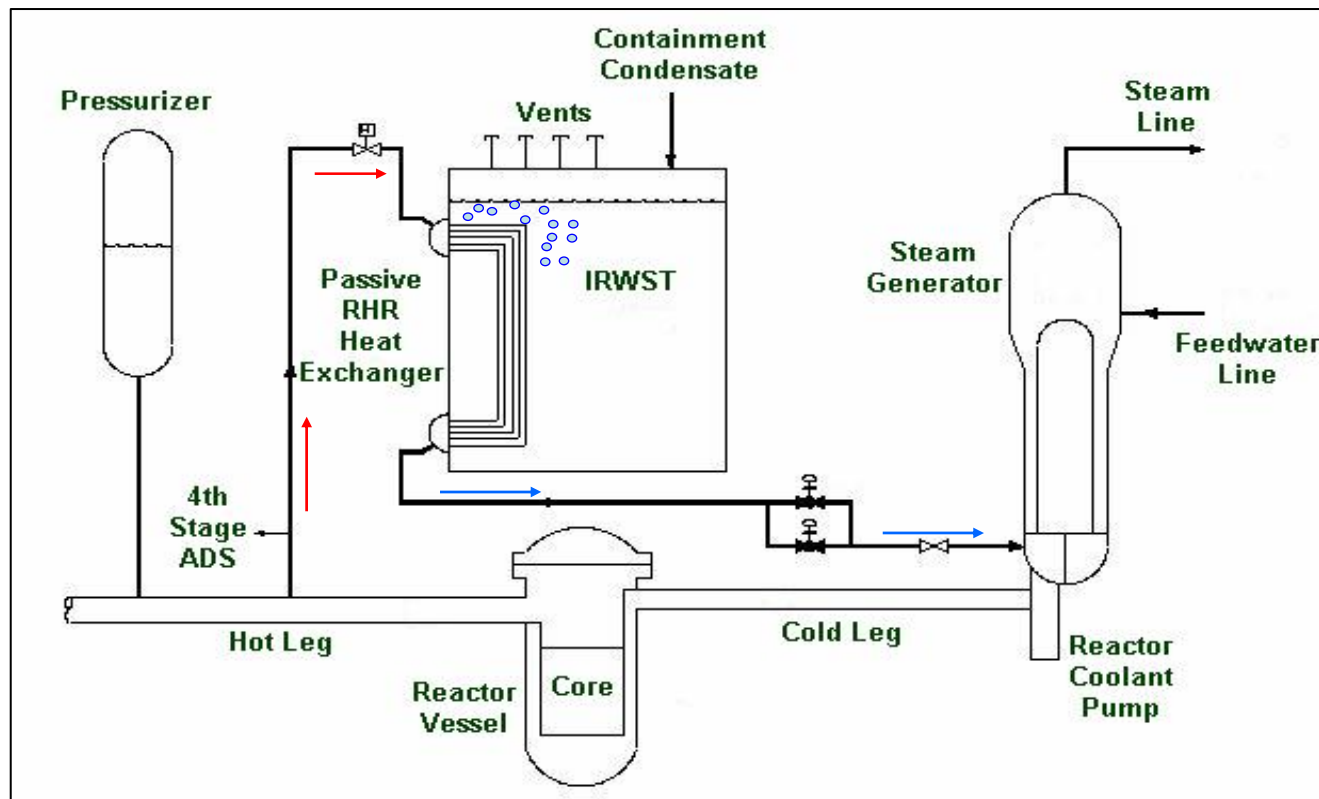 Containment
Condensate
Pressurizer
Vents
Steam
Line
Passive
RHR
Heat
Exchanger
IRWST
Steam
Generator
Feedwater
Line
4th
Stage
ADS
Hot Leg
Cold Leg
Reactor
Vessel
Core
Reactor
Coolant
Pump